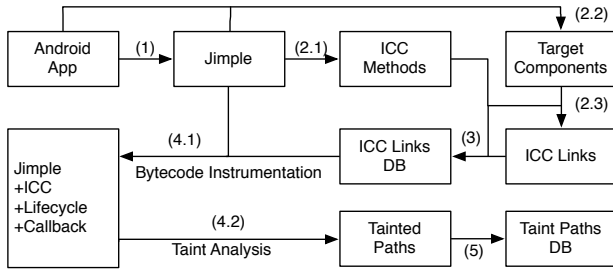 (2.2)
Android
App
(1)
Jimple
(2.1)
ICC
Methods
Target
Components
(2.3)
Jimple
+ICC
+Lifecycle
+Callback
(4.1)
Bytecode Instrumentation
ICC Links
DB
(3)
ICC Links
(4.2)
Taint Analysis
Tainted
Paths
(5)
Taint Paths
DB